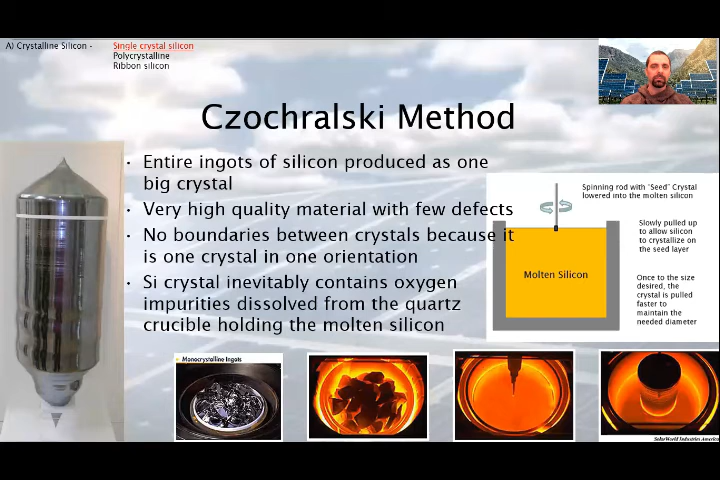 A) Crystalline Silicon -
Single crystal silicon
Polycrystalline
Ribbon silicon
Czochralski Method
• Entire ingots of silicon produced as one
big crystal
• Very high quality material with few defects
• No boundaries between crystals because it
is one crystal in one orientation
• Si crystal inevitably contains oxygen
impurities dissolved from the quartz
crucible holding the molten silicon
Spinning rod with "Seed" Crystal
lowered into the molten silicon
Slowly pulled up
to allow silicon
to crystallize on
the seed layer
Molten Silicon
Once to the size
desired, the
crystal is pulled
faster to
maintain the
needed diameter
Monocrystalline Ingots
SolarWorld Industries America